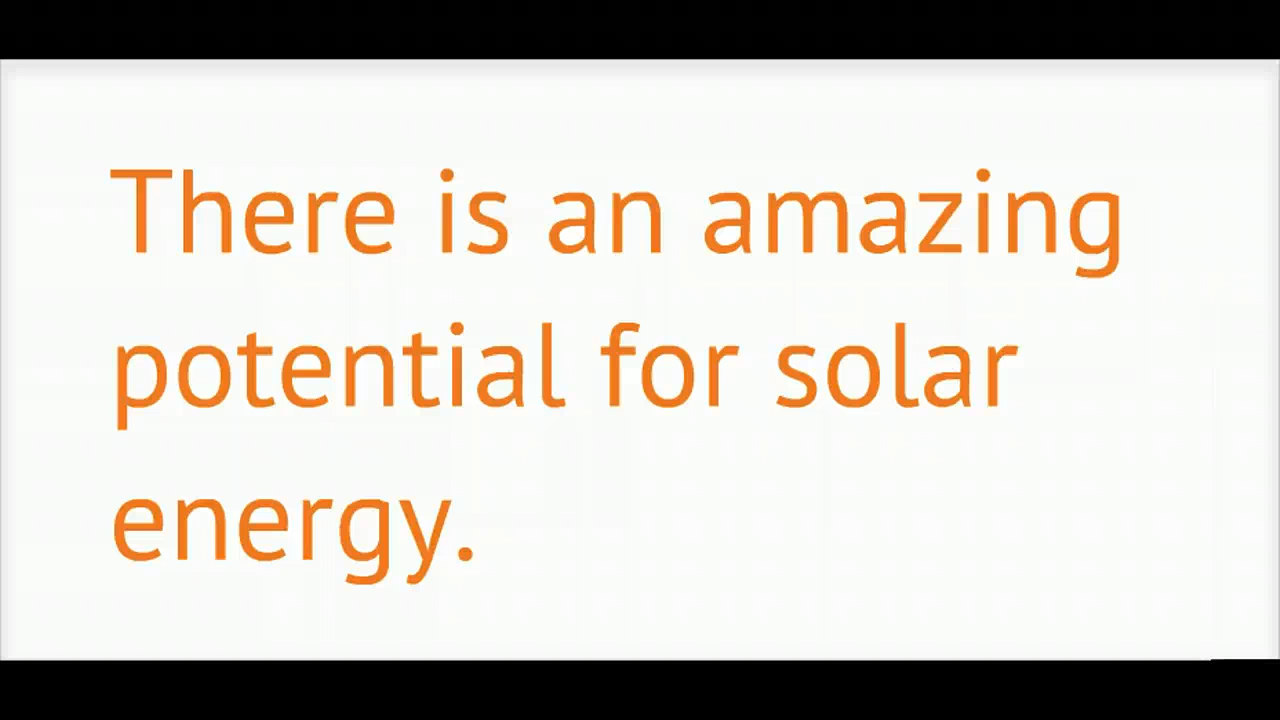 There is an amazing
potential for solar
energy.